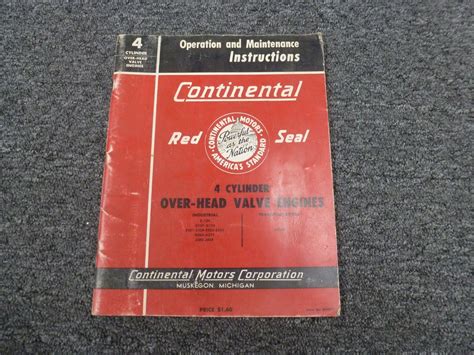 4
CYLINDER
OVER-HEAD
VALVE
ENGINES
Operation and Maintenance
Instructions
Continental
Red Seal
CONTINENTAL MOTORS
Powerful
as the
Nation
AMERICA'S STANDARD
4 CYLINDER
OVER-HEAD VALVE ENGINES
INDUSTRIAL
Continental Motors Corporation
MUSKEGON, MICHIGAN
PRICE $1.60